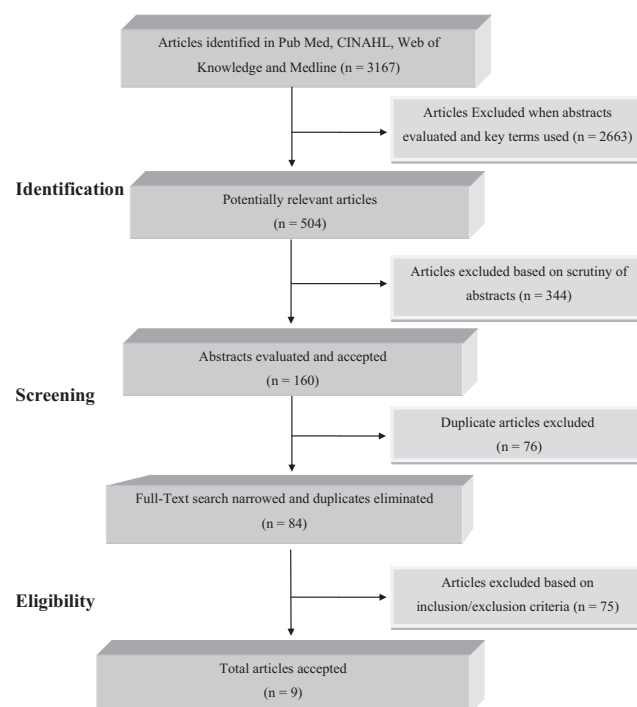 Articles identified in Pub Med, CINAHL, Web of
Knowledge and Medline (n = 3167)
Articles Excluded when abstracts
evaluated and key terms used (n = 2663)
Identification
Potentially relevant articles
(n = 504)
Articles excluded based on scrutiny of
abstracts (n = 344)
Abstracts evaluated and accepted
(n = 160)
Screening
Duplicate articles excluded
(n = 76)
Full-Text search narrowed and duplicates eliminated
(n = 84)
Articles excluded based on
inclusion/exclusion criteria (n = 75)
Eligibility
Total articles accepted
(n = 9)